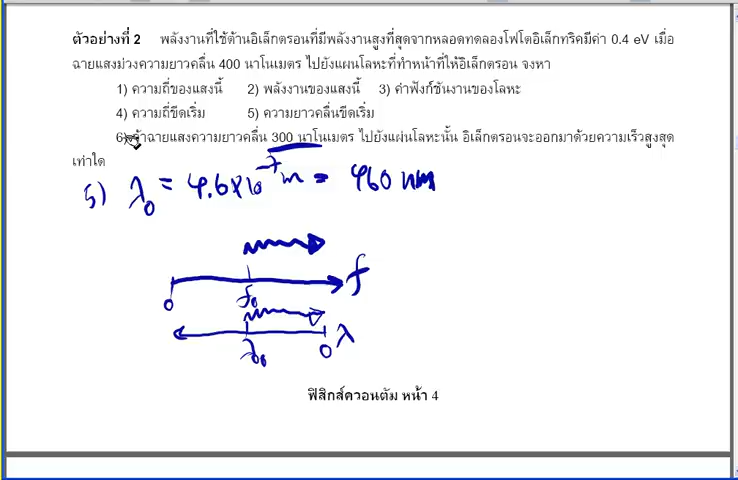 ตัวอย่างที่ 2 พลังงานที่ใช้ต้านอิเล็กตรอนที่มีพลังงานสูงที่สุดจากหลอดทดลองโฟโตอิเล็กทริคมีค่า 0.4 eV เมื่อ
ฉายแสงม่วงความยาวคลื่น 400 นาโนเมตร ไปยังแผนโลหะที่ทำหน้าที่ให้อิเล็กตรอน จงหา
1) ความถี่ของแสงนี้ 2) พลังงานของแสงนี้ 3) ค่าฟังก์ชันงานของโลหะ
4) ความถี่ขีดเริ่ม 5) ความยาวคลื่นขีดเริ่ม
6) ถ้าฉายแสงความยาวคลื่น 300 นาโนเมตร ไปยังแผ่นโลหะนั้น อิเล็กตรอนจะออกมาด้วยความเร็วสูงสุด
เท่าใด
5) λ₀ = 4.6×10⁻⁷ m = 460 nm
0 f₀ f
λ₀ 0 λ
ฟิสิกส์ควอนตัม หน้า 4